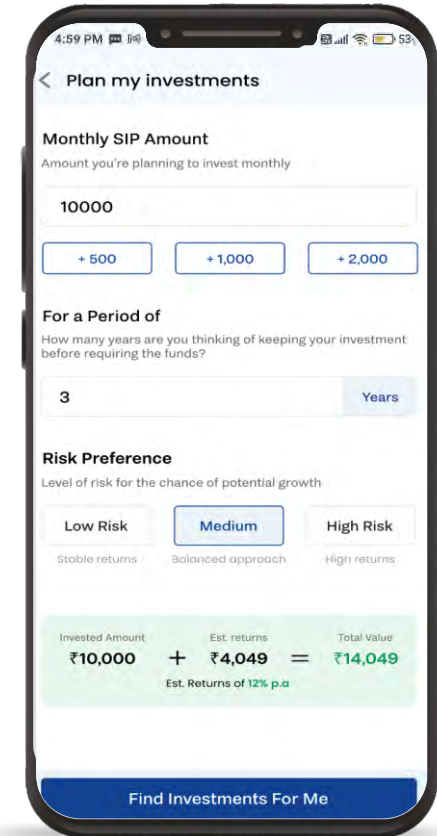 4:59 PM
53
Plan my investments
Monthly SIP Amount
Amount you're planning to invest monthly
10000
+ 500 + 1,000 + 2,000
For a Period of
How many years are you thinking of keeping your investment
before requiring the funds?
3 Years
Risk Preference
Level of risk for the chance of potential growth
Low Risk Medium High Risk
Stable returns Balanced approach High returns
Invested Amount Est. returns Total Value
₹10,000 + ₹4,049 = ₹14,049
Est. Returns of 12% p.a
Find Investments For Me